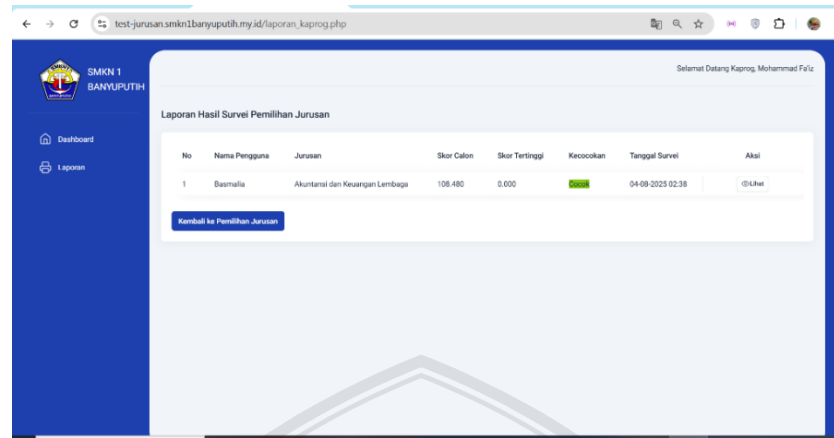 test-jurusan.smkn1banyuputih.my.id/laporan_kaprog.php
SMKN 1
BANYUPUTIH
Selamat Datang Kaprog, Mohammad Fa'iz
Laporan Hasil Survei Pemilihan Jurusan
Dashboard
Laporan
No Nama Pengguna Jurusan Skor Calon Skor Tertinggi Kecocokan Tanggal Survei Aksi
1 Basmalia Akuntansi dan Keuangan Lembaga 108.480 0.000 Cocok 04-08-2025 02:38 Lihat
Kembali ke Pemilihan Jurusan